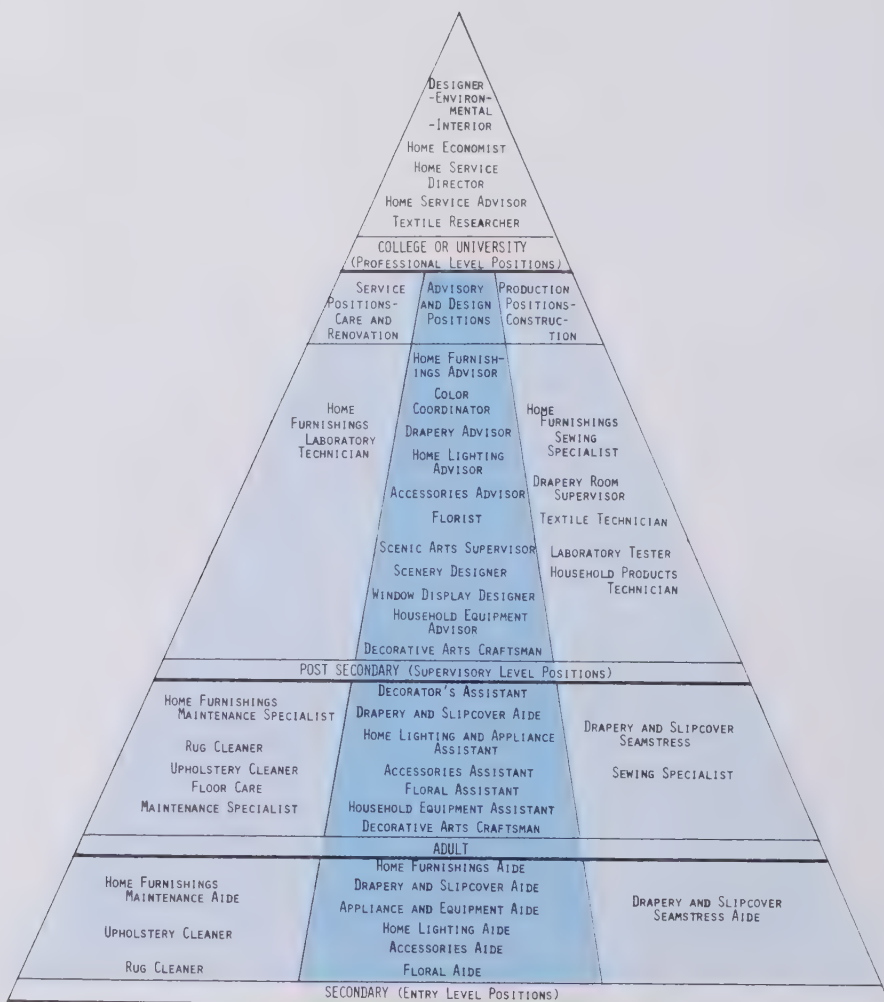 DESIGNER
-ENVIRON-
MENTAL
-INTERIOR
HOME ECONOMIST
HOME SERVICE
DIRECTOR
HOME SERVICE ADVISOR
TEXTILE RESEARCHER
COLLEGE OR UNIVERSITY
(PROFESSIONAL LEVEL POSITIONS)
SERVICE
POSITIONS-
CARE AND
RENOVATION
ADVISORY
AND DESIGN
POSITIONS
PRODUCTION
POSITIONS-
CONSTRUC-
TION
HOME
FURNISHINGS
LABORATORY
TECHNICIAN
HOME FURNISH-
INGS ADVISOR
COLOR
COORDINATOR
DRAPERY ADVISOR
HOME LIGHTING
ADVISOR
ACCESSORIES ADVISOR
FLORIST
SCENIC ARTS SUPERVISOR
SCENERY DESIGNER
WINDOW DISPLAY DESIGNER
HOUSEHOLD EQUIPMENT
ADVISOR
DECORATIVE ARTS CRAFTSMAN
HOME
FURNISHINGS
SEWING
SPECIALIST
DRAPERY ROOM
SUPERVISOR
TEXTILE TECHNICIAN
LABORATORY TESTER
HOUSEHOLD PRODUCTS
TECHNICIAN
POST SECONDARY (SUPERVISORY LEVEL POSITIONS)
HOME FURNISHINGS
MAINTENANCE SPECIALIST
RUG CLEANER
UPHOLSTERY CLEANER
FLOOR CARE
MAINTENANCE SPECIALIST
DECORATOR'S ASSISTANT
DRAPERY AND SLIPCOVER AIDE
HOME LIGHTING AND APPLIANCE
ASSISTANT
ACCESSORIES ASSISTANT
FLORAL ASSISTANT
HOUSEHOLD EQUIPMENT ASSISTANT
DECORATIVE ARTS CRAFTSMAN
DRAPERY AND SLIPCOVER
SEAMSTRESS
SEWING SPECIALIST
ADULT
HOME FURNISHINGS
MAINTENANCE AIDE
UPHOLSTERY CLEANER
RUG CLEANER
HOME FURNISHINGS AIDE
DRAPERY AND SLIPCOVER AIDE
APPLIANCE AND EQUIPMENT AIDE
HOME LIGHTING AIDE
ACCESSORIES AIDE
FLORAL AIDE
DRAPERY AND SLIPCOVER
SEAMSTRESS AIDE
SECONDARY (ENTRY LEVEL POSITIONS)